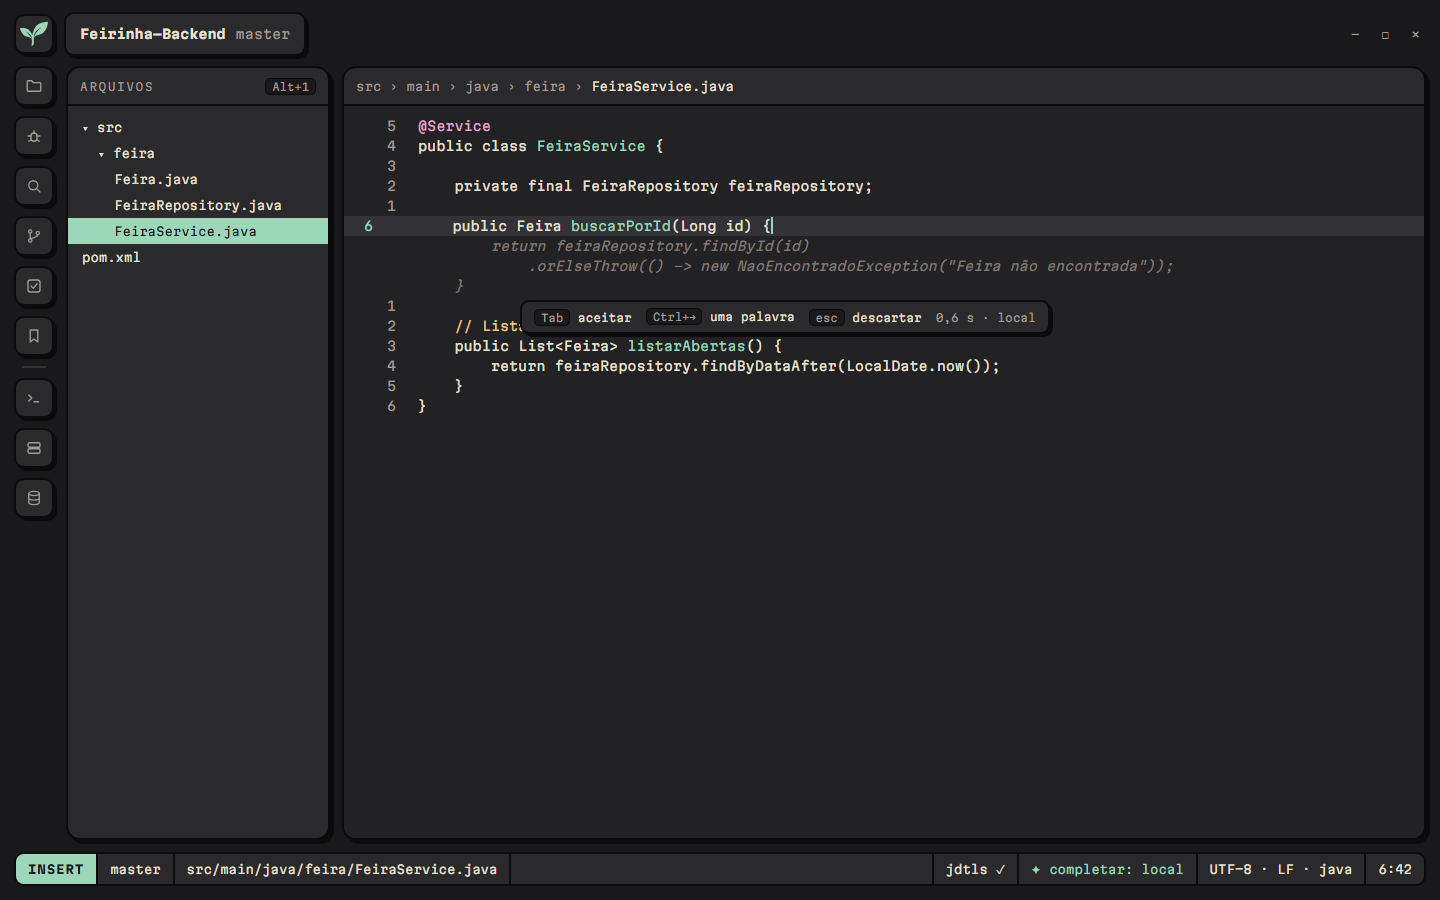 Feirinha-Backend master
— □ ×
ARQUIVOS Alt+1
▾ src
▾ feira
Feira.java
FeiraRepository.java
FeiraService.java
pom.xml
src › main › java › feira › FeiraService.java
5 @Service
4 public class FeiraService {
3
2 private final FeiraRepository feiraRepository;
1
6 public Feira buscarPorId(Long id) {
return feiraRepository.findById(id)
.orElseThrow(() -> new NaoEncontradoException("Feira não encontrada"));
}
1
Tab aceitar Ctrl+→ uma palavra esc descartar 0,6 s · local
2 // List
3 public List<Feira> listarAbertas() {
4 return feiraRepository.findByDataAfter(LocalDate.now());
5 }
6 }
INSERT master src/main/java/feira/FeiraService.java jdtls ✓ ✦ completar: local UTF-8 · LF · java 6:42